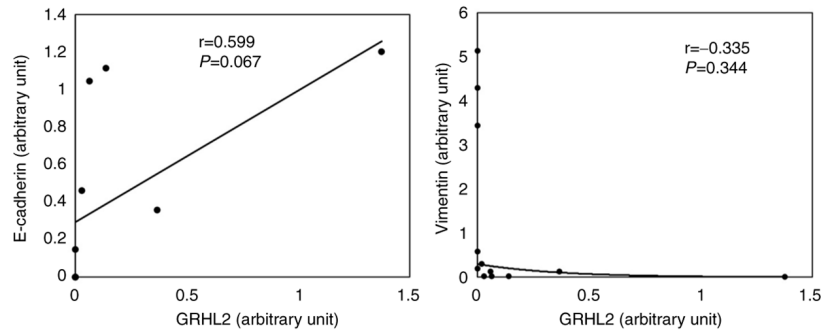 1.4
1.2
1
0.8
0.6
0.4
0.2
0
0
0.5
1
1.5
E-cadherin (arbitrary unit)
GRHL2 (arbitrary unit)
r=0.599
P=0.067
6
5
4
3
2
1
0
0
0.5
1
1.5
Vimentin (arbitrary unit)
GRHL2 (arbitrary unit)
r=−0.335
P=0.344